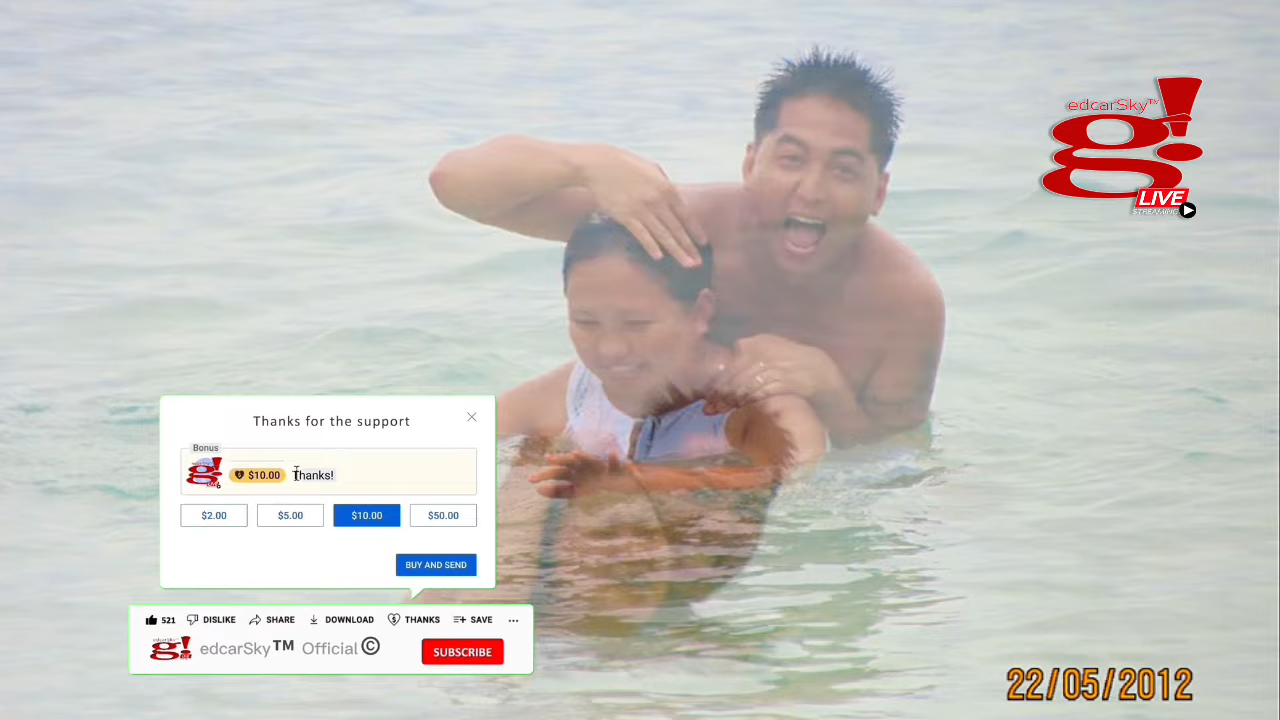 edcarSky™
g!
LIVE
STREAMING
Thanks for the support
Bonus
$10.00 Thanks!
$2.00 $5.00 $10.00 $50.00
BUY AND SEND
521 DISLIKE SHARE DOWNLOAD THANKS SAVE ...
g! edcarSky™ Official ©
SUBSCRIBE
22/05/2012